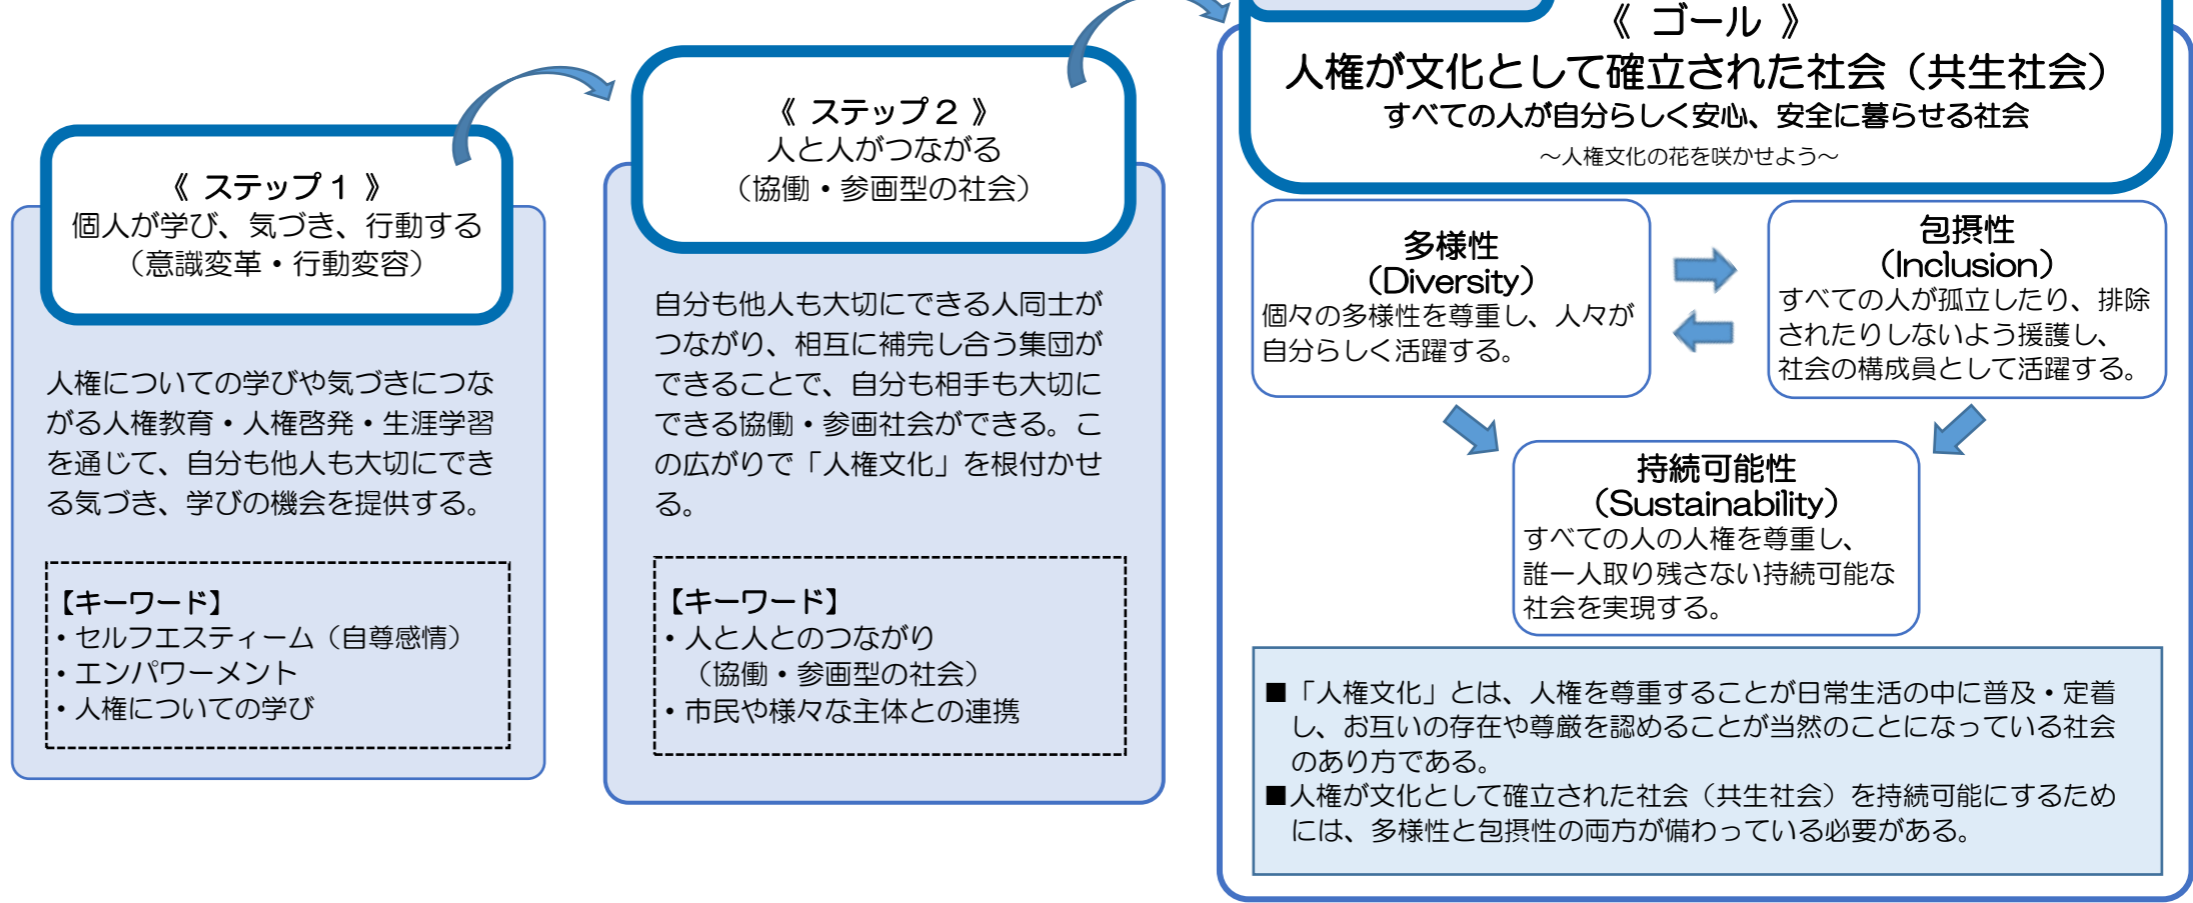 《 ステップ１ 》
個人が学び、気づき、行動する
（意識変革・行動変容）
人権についての学びや気づきにつな
がる人権教育・人権啓発・生涯学習
を通じて、自分も他人も大切にでき
る気づき、学びの機会を提供する。
【キーワード】
・セルフエスティーム（自尊感情）
・エンパワーメント
・人権についての学び
《 ステップ２ 》
人と人がつながる
（協働・参画型の社会）
自分も他人も大切にできる人同士が
つながり、相互に補完し合う集団が
できることで、自分も相手も大切に
できる協働・参画社会ができる。こ
の広がりで「人権文化」を根付かせ
る。
【キーワード】
・人と人とのつながり
（協働・参画型の社会）
・市民や様々な主体との連携
《 ゴール 》
人権が文化として確立された社会（共生社会）
すべての人が自分らしく安心、安全に暮らせる社会
～人権文化の花を咲かせよう～
多様性
（Diversity）
個々の多様性を尊重し、人々が
自分らしく活躍する。
包摂性
（Inclusion）
すべての人が孤立したり、排除
されたりしないよう援護し、
社会の構成員として活躍する。
持続可能性
（Sustainability）
すべての人の人権を尊重し、
誰一人取り残さない持続可能な
社会を実現する。
■「人権文化」とは、人権を尊重することが日常生活の中に普及・定着
し、お互いの存在や尊厳を認めることが当然のことになっている社会
のあり方である。
■人権が文化として確立された社会（共生社会）を持続可能にするため
には、多様性と包摂性の両方が備わっている必要がある。